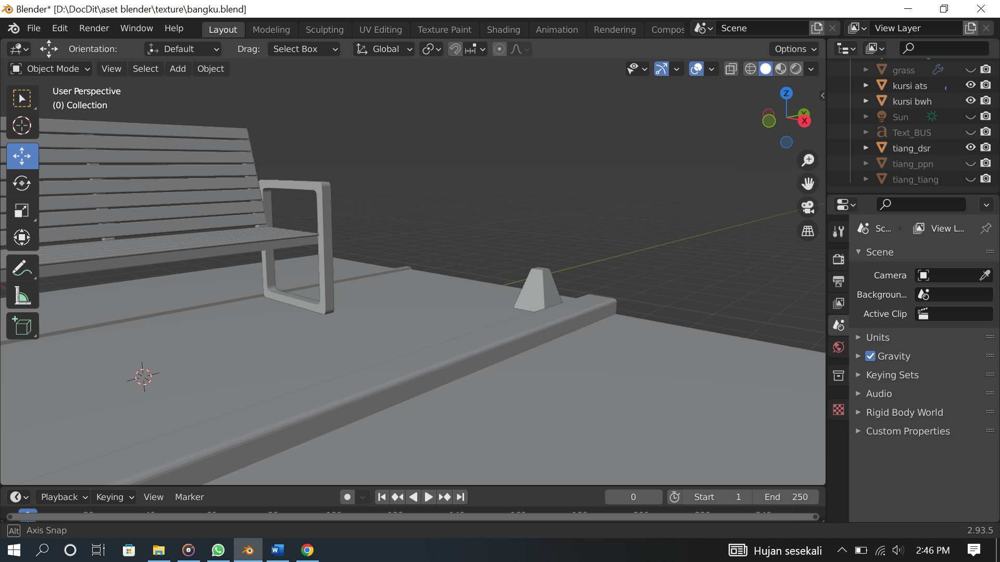 Blender* [D:\DocDit\aset blender\texture\bangku.blend]
File Edit Render Window Help Layout Modeling Sculpting UV Editing Texture Paint Shading Animation Rendering Compos Scene View Layer
Orientation: Default Drag: Select Box Global Options
Object Mode View Select Add Object
User Perspective
(0) Collection
Z
Y
X
grass
kursi ats
kursi bwh
Sun
a Text_BUS
tiang_dsr
tiang_ppn
tiang_tiang
Sc... View L...
Scene
Camera
Backgroun...
Active Clip
Units
Gravity
Keying Sets
Audio
Rigid Body World
Custom Properties
Playback Keying View Marker 0 Start 1 End 250
Alt Axis Snap 2.93.5
Hujan sesekali 2:46 PM